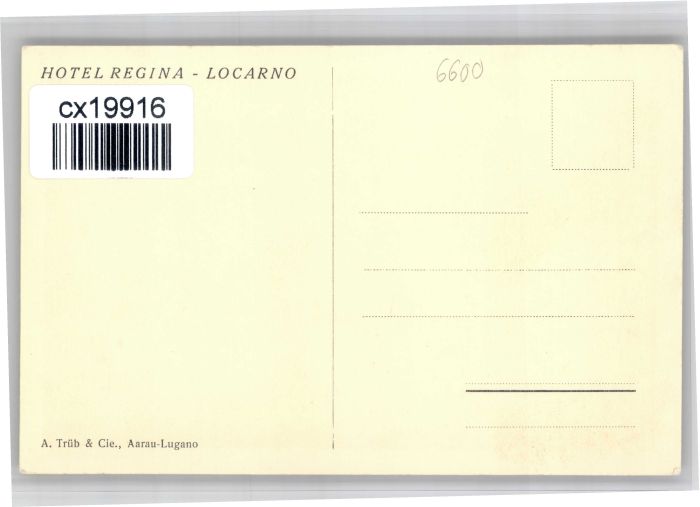 HOTEL REGINA - LOCARNO
6600
cx19916
A. Trüb & Cie., Aarau-Lugano